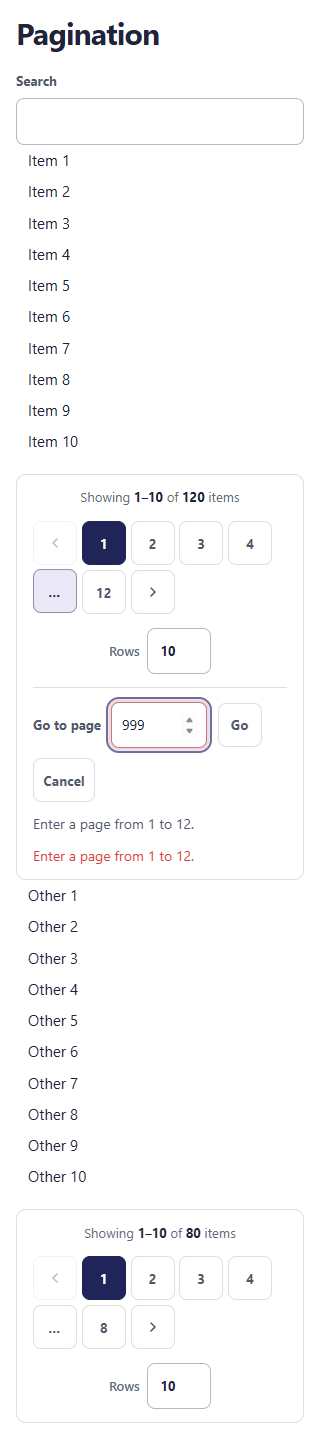 Pagination
Search
Item 1
Item 2
Item 3
Item 4
Item 5
Item 6
Item 7
Item 8
Item 9
Item 10
Showing 1–10 of 120 items
1 2 3 4
... 12
Rows 10
Go to page 999 Go
Cancel
Enter a page from 1 to 12.
Enter a page from 1 to 12.
Other 1
Other 2
Other 3
Other 4
Other 5
Other 6
Other 7
Other 8
Other 9
Other 10
Showing 1–10 of 80 items
1 2 3 4
... 8
Rows 10